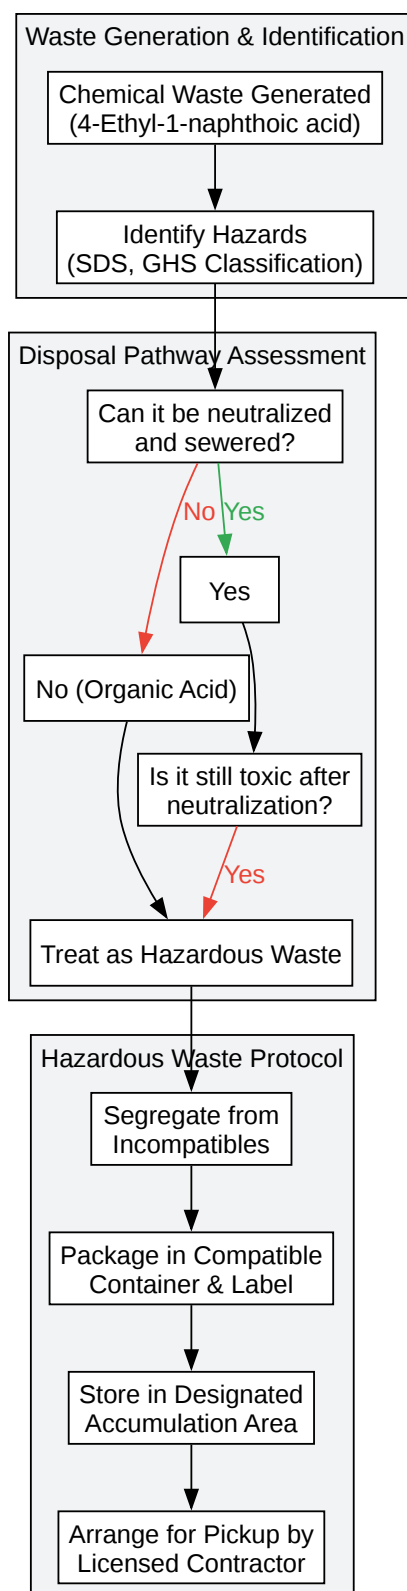 Waste Generation & Identification
Chemical Waste Generated
(4-Ethyl-1-naphthoic acid)
Identify Hazards
(SDS, GHS Classification)
Disposal Pathway Assessment
Can it be neutralized
and sewered?
No
Yes
Yes
No (Organic Acid)
Is it still toxic after
neutralization?
Yes
Treat as Hazardous Waste
Hazardous Waste Protocol
Segregate from
Incompatibles
Package in Compatible
Container & Label
Store in Designated
Accumulation Area
Arrange for Pickup by
Licensed Contractor